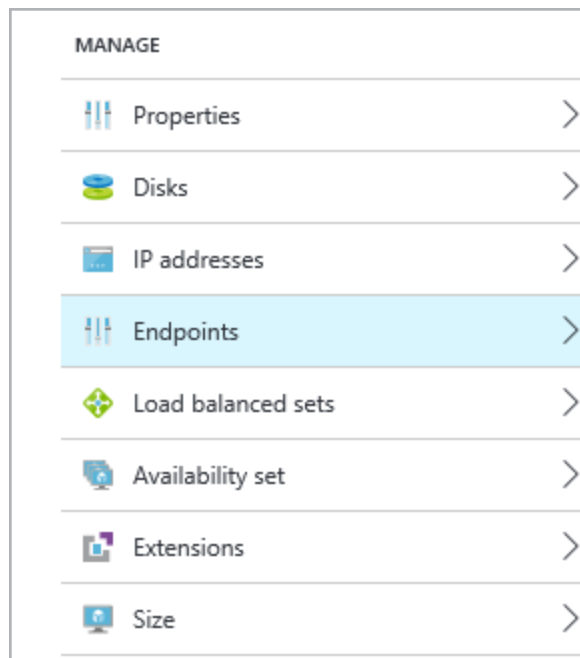 MANAGE
Properties
Disks
IP addresses
Endpoints
Load balanced sets
Availability set
Extensions
Size